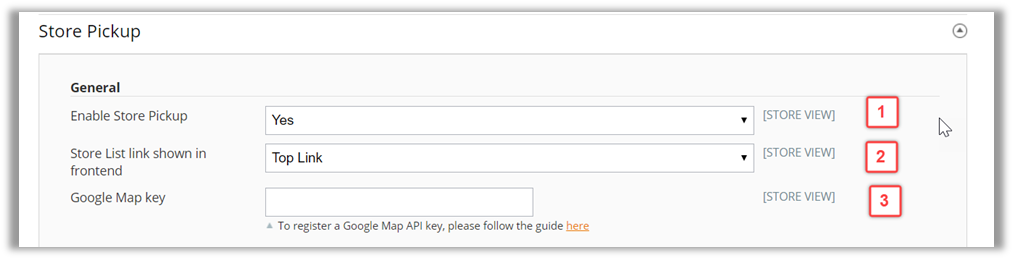 Store Pickup
General
Enable Store Pickup Yes [STORE VIEW] 1
Store List link shown in frontend Top Link [STORE VIEW] 2
Google Map key [STORE VIEW] 3
To register a Google Map API key, please follow the guide here